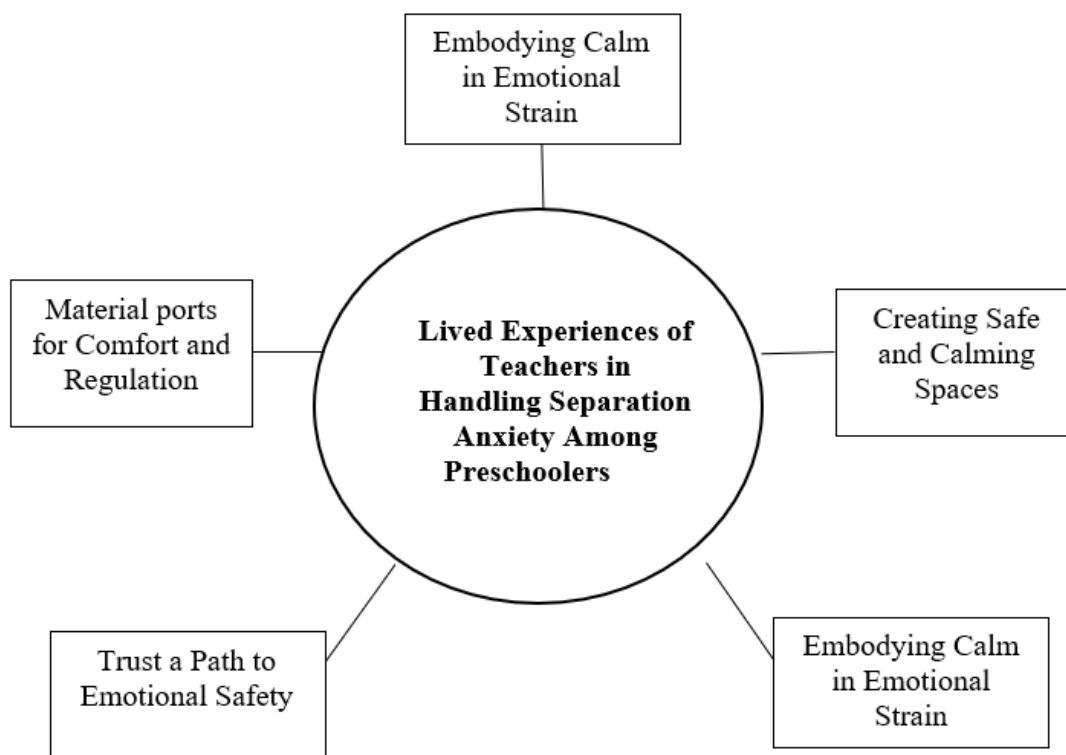 Embodying Calm
in Emotional
Strain
Material ports
for Comfort and
Regulation
Lived Experiences of
Teachers in
Handling Separation
Anxiety Among
Preschoolers
Creating Safe
and Calming
Spaces
Trust a Path to
Emotional Safety
Embodying Calm
in Emotional
Strain